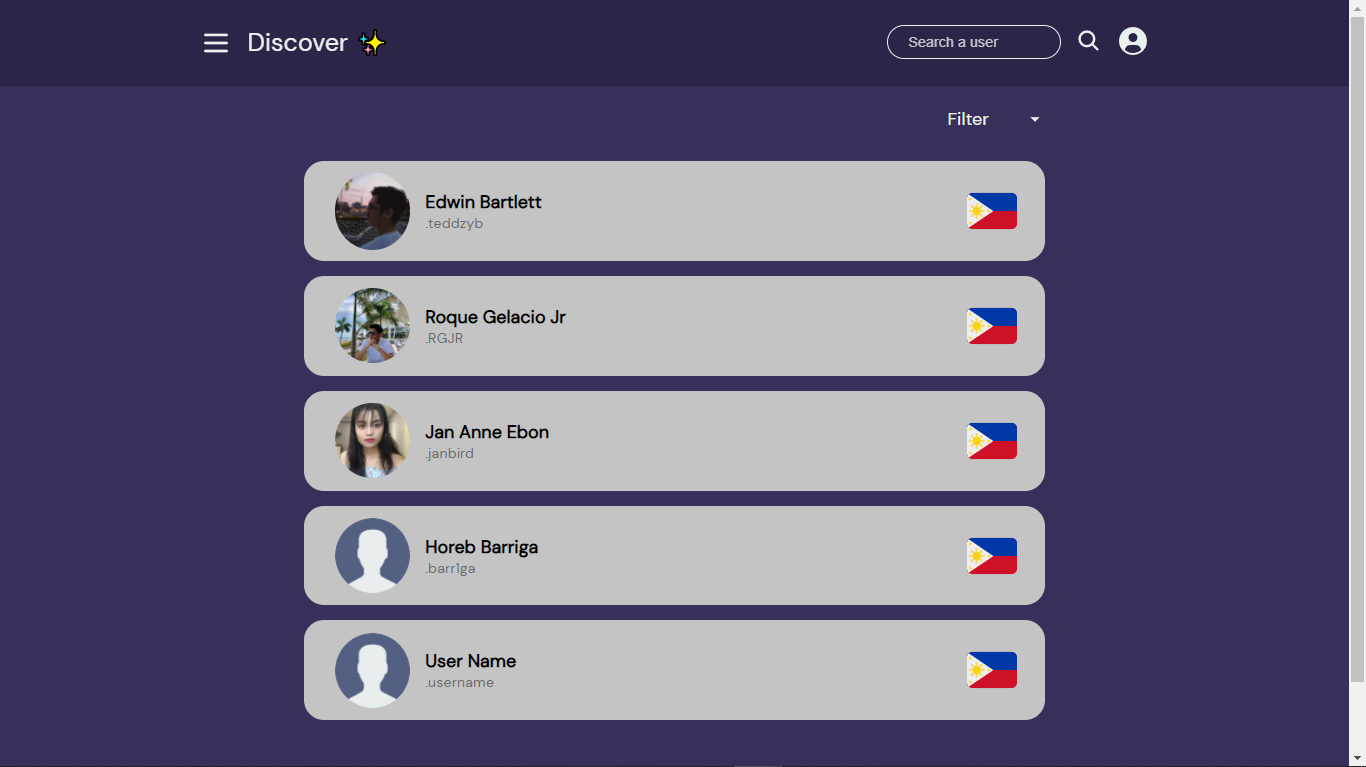 Discover
Search a user
Filter
Edwin Bartlett
.teddzyb
Roque Gelacio Jr
.RGJR
Jan Anne Ebon
.janbird
Horeb Barriga
.barr1ga
User Name
.username